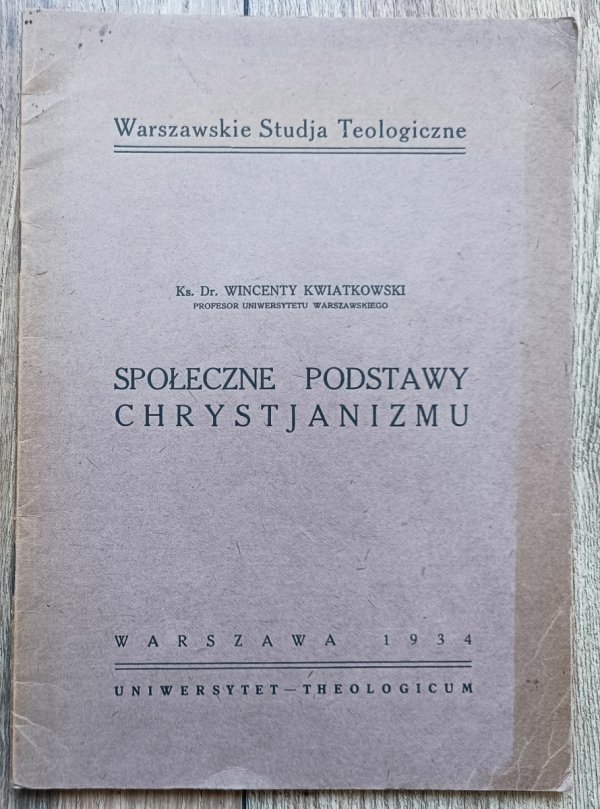 Warszawskie Studja Teologiczne
Ks. Dr. WINCENTY KWIATKOWSKI
PROFESOR UNIWERSYTETU WARSZAWSKIEGO
SPOŁECZNE PODSTAWY
CHRYSTJANIZMU
WARSZAWA 1934
UNIWERSYTET — THEOLOGICUM